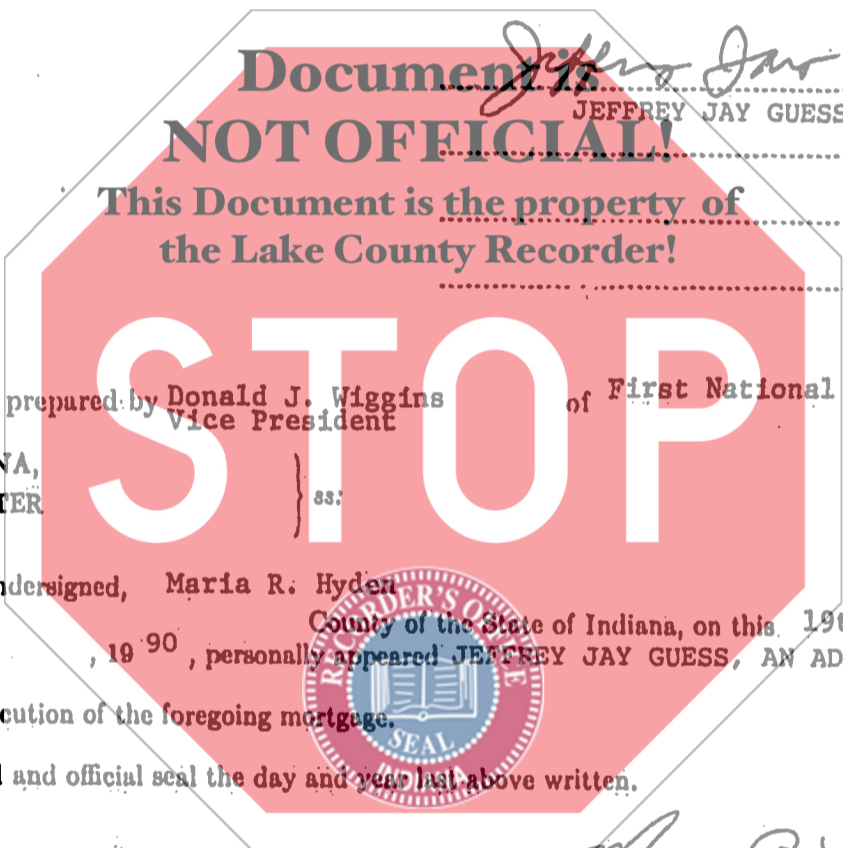 Document is
JEFFREY JAY GUESS
NOT OFFICIAL!
This Document is the property of
the Lake County Recorder!
STOP
prepared by Donald J. Wiggins of First National
Vice President
NA,
TER
ss:
ndersigned, Maria R. Hyden
County of the State of Indiana, on this 19t
, 19 90 , personally appeared JEFFREY JAY GUESS, AN AD
cution of the foregoing mortgage.
and official seal the day and year last above written.
RECORDER'S OFFICE
SEAL
INDIANA